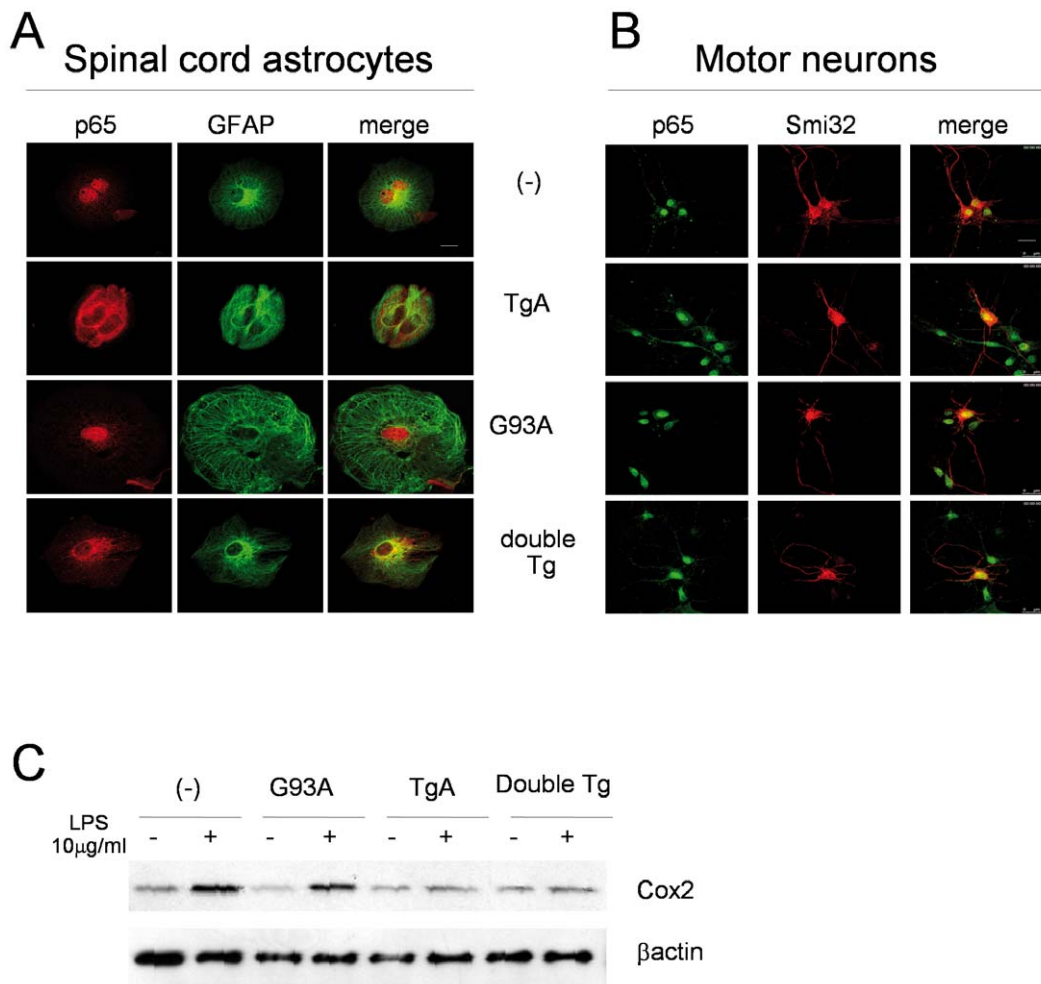 A
Spinal cord astrocytes
p65 GFAP merge
(-)
TgA
G93A
double
Tg
B
Motor neurons
p65 Smi32 merge
C
(-) G93A TgA Double Tg
LPS
10μg/ml - + - + - + - +
Cox2
βactin